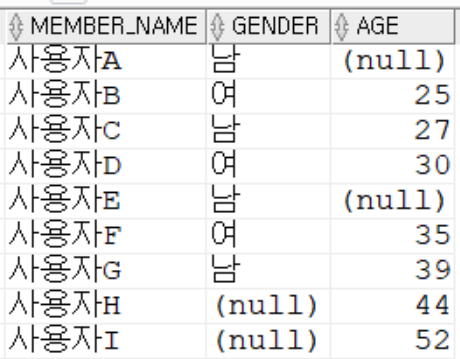 MEMBER_NAME GENDER AGE
사용자A 남 (null)
사용자B 여 25
사용자C 남 27
사용자D 여 30
사용자E 남 (null)
사용자F 여 35
사용자G 남 39
사용자H (null) 44
사용자I (null) 52